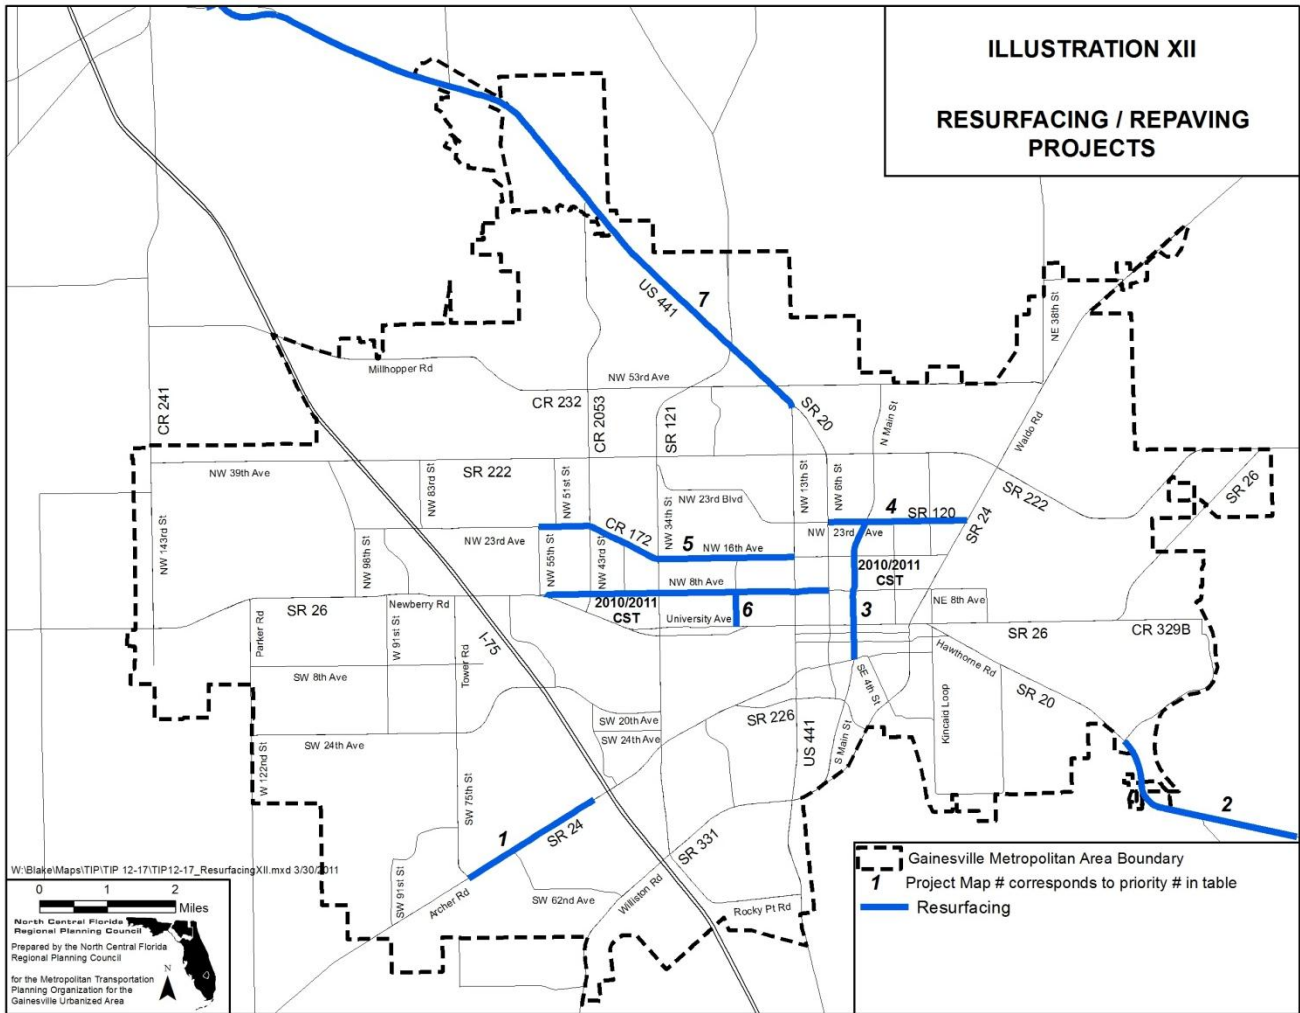 ILLUSTRATION XII
RESURFACING / REPAVING
PROJECTS
US 441
7
NE 38th St
Millhopper Rd
NW 53rd Ave
CR 232
CR 241
CR 2053
SR 121
SR 20
N Main St
Waldo Rd
NW 39th Ave
SR 222
NW 83rd St
NW 51st St
NW 34th St
NW 23rd Blvd
NW 13th St
NW 6th St
4
SR 120
SR 222
SR 24
SR 26
NW 143rd St
NW 98th St
NW 23rd Ave
NW 55th St
CR 172
NW 43rd St
5
NW 16th Ave
NW 23rd Ave
2010/2011
CST
NW 8th Ave
2010/2011
CST
6
University Ave
3
NE 8th Ave
SR 26
Newberry Rd
SR 26
CR 329B
Parker Rd
W 91st St
I-75
Tower Rd
SW 8th Ave
Hawthorne Rd
SR 20
SE 4th St
Kincaid Loop
SW 20th Ave
SW 24th Ave
SR 226
US 441
S Main St
SW 24th Ave
W 122nd St
SW 75th St
1
SR 24
2
SR 331
SW 91st St
Archer Rd
SW 62nd Ave
Williston Rd
Rocky Pt Rd
W:\Blake\Maps\TIP\TIP 12-17\TIP12-17_ResurfacingXII.mxd 3/30/2011
0 1 2
Miles
North Central Florida
Regional Planning Council
Prepared by the North Central Florida
Regional Planning Council
for the Metropolitan Transportation
Planning Organization for the
Gainesville Urbanized Area
N
Gainesville Metropolitan Area Boundary
1 Project Map # corresponds to priority # in table
Resurfacing